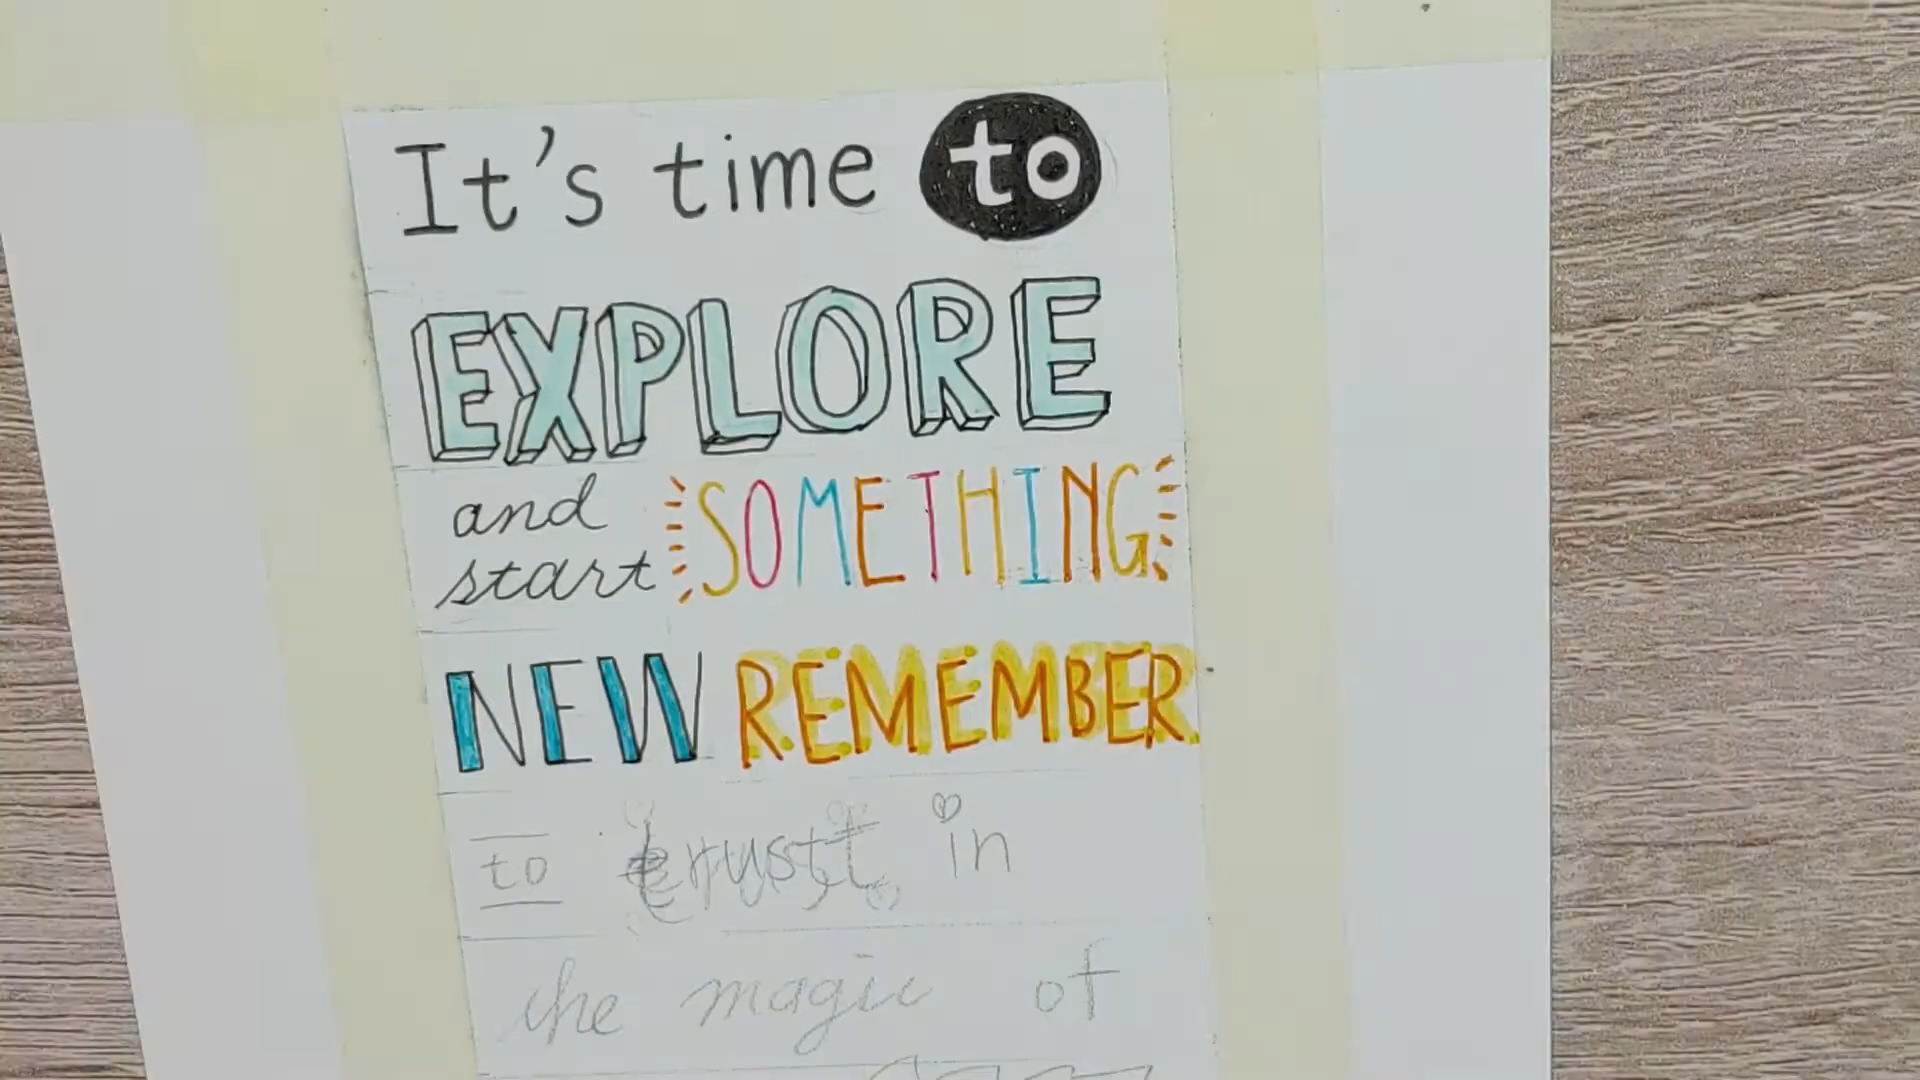 It's time to
EXPLORE
and
start SOMETHING
NEW REMEMBER
to trust in
the magic of